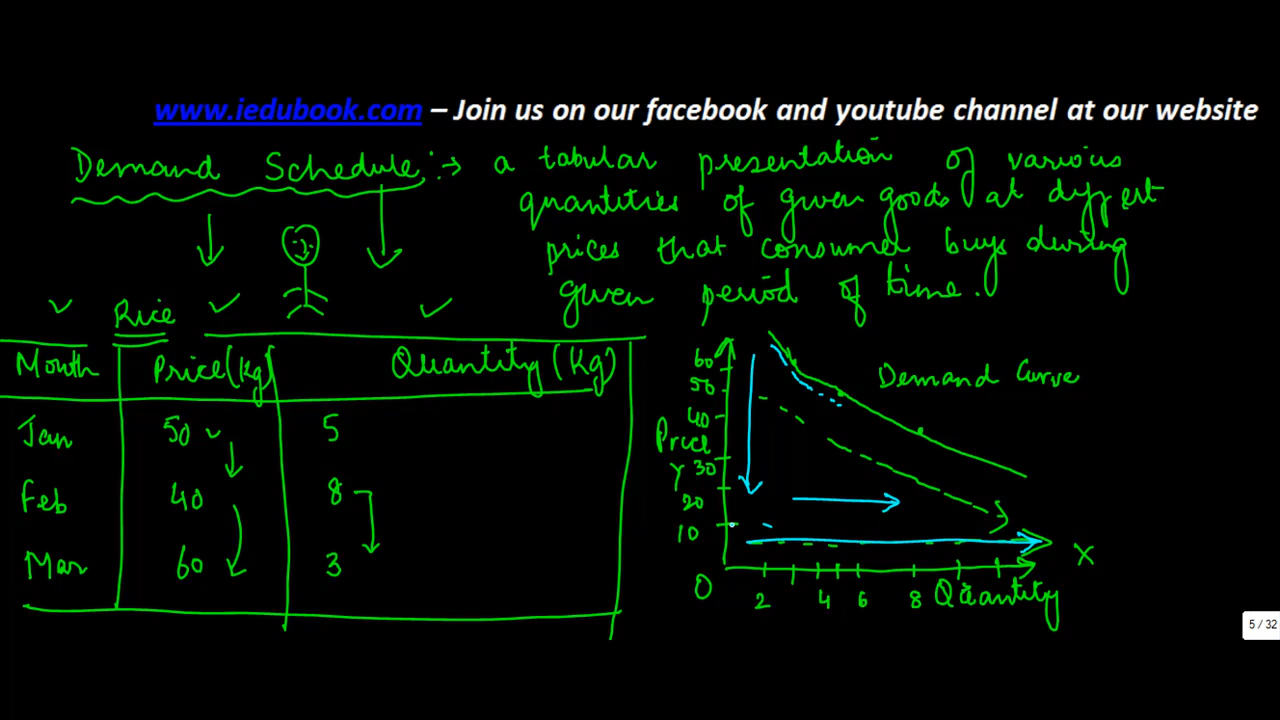 www.iedubook.com – Join us on our facebook and youtube channel at our website
Demand Schedule :→ a tabular presentation of various
quantities of given goods at different
prices that consumer buys during
given period of time.
Rice
Month Price(kg) Quantity (Kg)
Jan 50 5
Feb 40 8
Mar 60 3
Demand Curve
60
50
40
Price
Y 30
20
10
O
2 4 6 8 Quantity
X
5 / 32